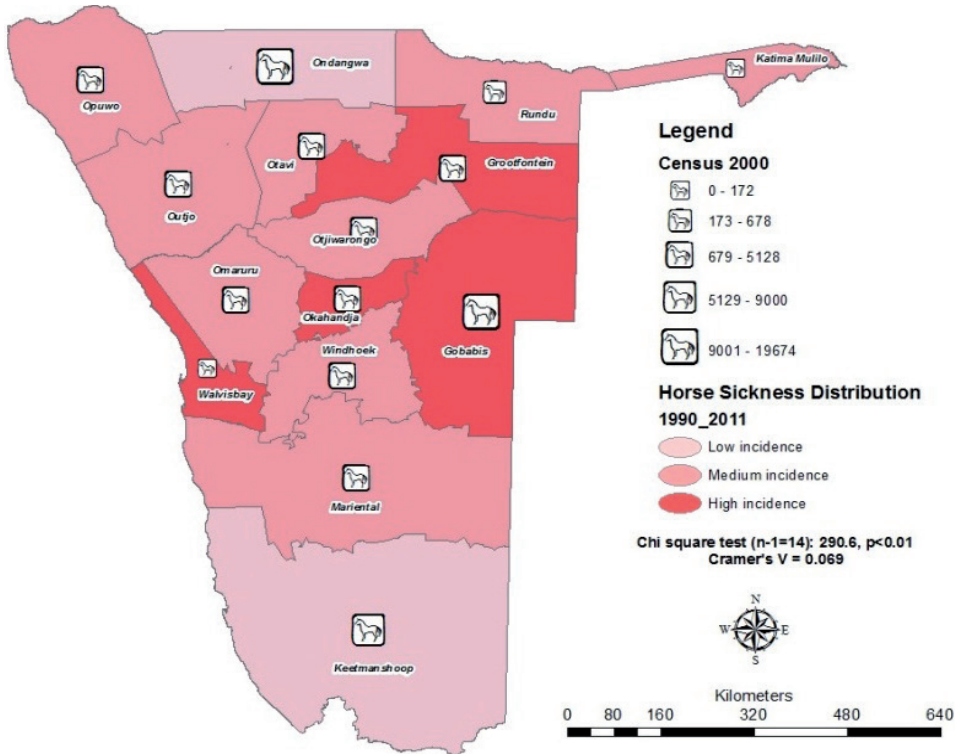 Ondangwa
Katima Mulilo
Opuwo
Rundu
Otavi
Grootfontein
Outjo
Otjiwarongo
Omaruru
Okahandja
Windhoek
Gobabis
Walvisbay
Mariental
Keetmanshoop
Legend
Census 2000
0 - 172
173 - 678
679 - 5128
5129 - 9000
9001 - 19674
Horse Sickness Distribution
1990_2011
Low incidence
Medium incidence
High incidence
Chi square test (n-1=14): 290.6, p<0.01
Cramer's V = 0.069
N
W E
S
Kilometers
0 80 160 320 480 640